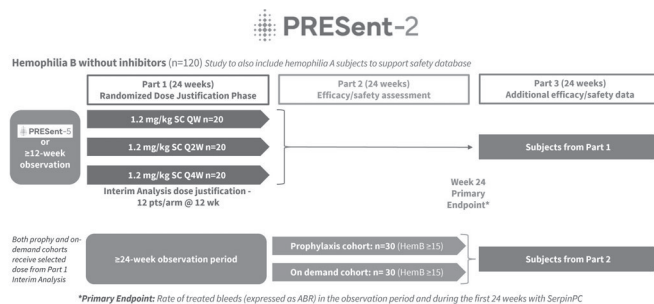 PRESent-2
Hemophilia B without inhibitors (n=120) Study to also include hemophilia A subjects to support safety database
Part 1 (24 weeks)
Randomized Dose Justification Phase
Part 2 (24 weeks)
Efficacy/safety assessment
Part 3 (24 weeks)
Additional efficacy/safety data
PRESent-5
or
≥12-week
observation
1.2 mg/kg SC QW n=20
1.2 mg/kg SC Q2W n=20
1.2 mg/kg SC Q4W n=20
Interim Analysis dose justification -
12 pts/arm @ 12 wk
Subjects from Part 1
Week 24
Primary
Endpoint*
Both prophy and on-
demand cohorts
receive selected
dose from Part 1
Interim Analysis
≥24-week observation period
Prophylaxis cohort: n=30 (HemB ≥15)
On demand cohort: n= 30 (HemB ≥15)
Subjects from Part 2
*Primary Endpoint: Rate of treated bleeds (expressed as ABR) in the observation period and during the first 24 weeks with SerpinPC